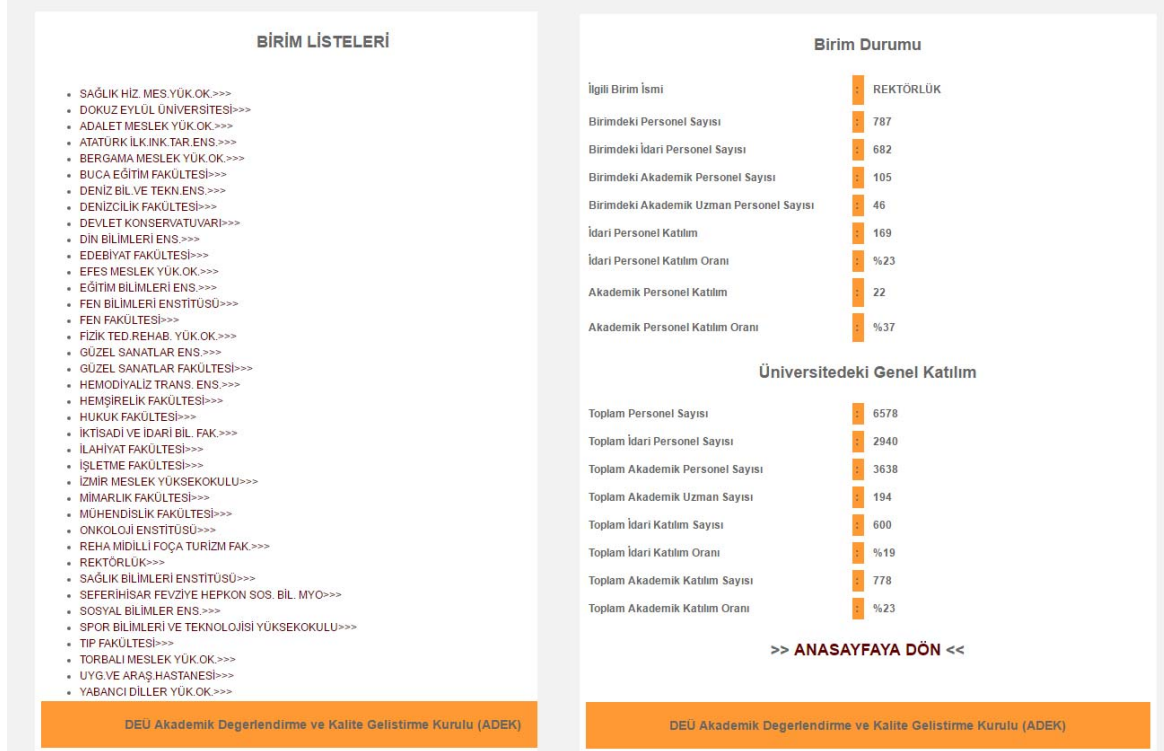 BİRİM LİSTELERİ
SAĞLIK HİZ. MES.YÜK.OK.>>>
DOKUZ EYLÜL ÜNİVERSİTESİ>>>
ADALET MESLEK YÜK.OK.>>>
ATATÜRK İLK.INK.TAR.ENS.>>>
BERGAMA MESLEK YÜK.OK.>>>
BUCA EĞİTİM FAKÜLTESİ>>>
DENİZ BİL.VE TEKN.ENS.>>>
DENİZCİLİK FAKÜLTESİ>>>
DEVLET KONSERVATUVARI>>>
DİN BİLİMLERİ ENS.>>>
EDEBİYAT FAKÜLTESİ>>>
EFES MESLEK YÜK.OK.>>>
EĞİTİM BİLİMLERİ ENS.>>>
FEN BİLİMLERİ ENSTİTÜSÜ>>>
FEN FAKÜLTESİ>>>
FİZİK TED.REHAB. YÜK.OK.>>>
GÜZEL SANATLAR ENS.>>>
GÜZEL SANATLAR FAKÜLTESİ>>>
HEMODİYALİZ TRANS. ENS.>>>
HEMŞİRELİK FAKÜLTESİ>>>
HUKUK FAKÜLTESİ>>>
İKTİSADİ VE İDARİ BİL. FAK.>>>
İLAHİYAT FAKÜLTESİ>>>
İŞLETME FAKÜLTESİ>>>
İZMİR MESLEK YÜKSEKOKULU>>>
MİMARLIK FAKÜLTESİ>>>
MÜHENDİSLİK FAKÜLTESİ>>>
ONKOLOJİ ENSTİTÜSÜ>>>
REHA MİDİLLİ FOÇA TURİZM FAK.>>>
REKTÖRLÜK>>>
SAĞLIK BİLİMLERİ ENSTİTÜSÜ>>>
SEFERİHİSAR FEVZİYE HEPKON SOS. BİL. MYO>>>
SOSYAL BİLİMLER ENS.>>>
SPOR BİLİMLERİ VE TEKNOLOJİSİ YÜKSEKOKULU>>>
TIP FAKÜLTESİ>>>
TORBALI MESLEK YÜK.OK.>>>
UYG.VE ARAŞ.HASTANESİ>>>
YABANCI DİLLER YÜK.OK.>>>
DEÜ Akademik Degerlendirme ve Kalite Gelistirme Kurulu (ADEK)
Birim Durumu
İlgili Birim İsmi : REKTÖRLÜK
Birimdeki Personel Sayısı : 787
Birimdeki İdari Personel Sayısı : 682
Birimdeki Akademik Personel Sayısı : 105
Birimdeki Akademik Uzman Personel Sayısı : 46
İdari Personel Katılım : 169
İdari Personel Katılım Oranı : %23
Akademik Personel Katılım : 22
Akademik Personel Katılım Oranı : %37
Üniversitedeki Genel Katılım
Toplam Personel Sayısı : 6578
Toplam İdari Personel Sayısı : 2940
Toplam Akademik Personel Sayısı : 3638
Toplam Akademik Uzman Sayısı : 194
Toplam İdari Katılım Sayısı : 600
Toplam İdari Katılım Oranı : %19
Toplam Akademik Katılım Sayısı : 778
Toplam Akademik Katılım Oranı : %23
>> ANASAYFAYA DÖN <<
DEÜ Akademik Degerlendirme ve Kalite Gelistirme Kurulu (ADEK)